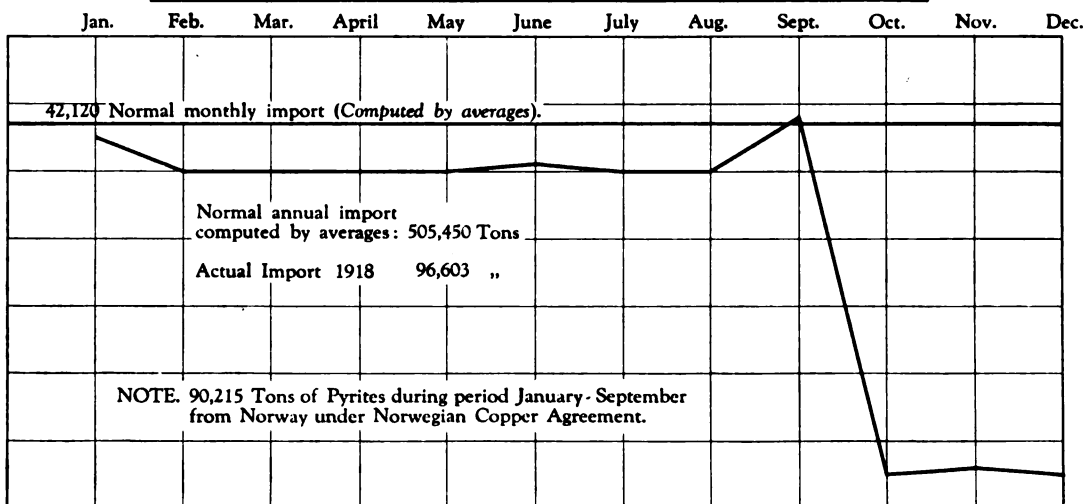 Jan. Feb. Mar. April May June July Aug. Sept. Oct. Nov. Dec.
42,120 Normal monthly import (Computed by averages).
Normal annual import
computed by averages: 505,450 Tons
Actual Import 1918 96,603 „
NOTE. 90,215 Tons of Pyrites during period January-September
from Norway under Norwegian Copper Agreement.